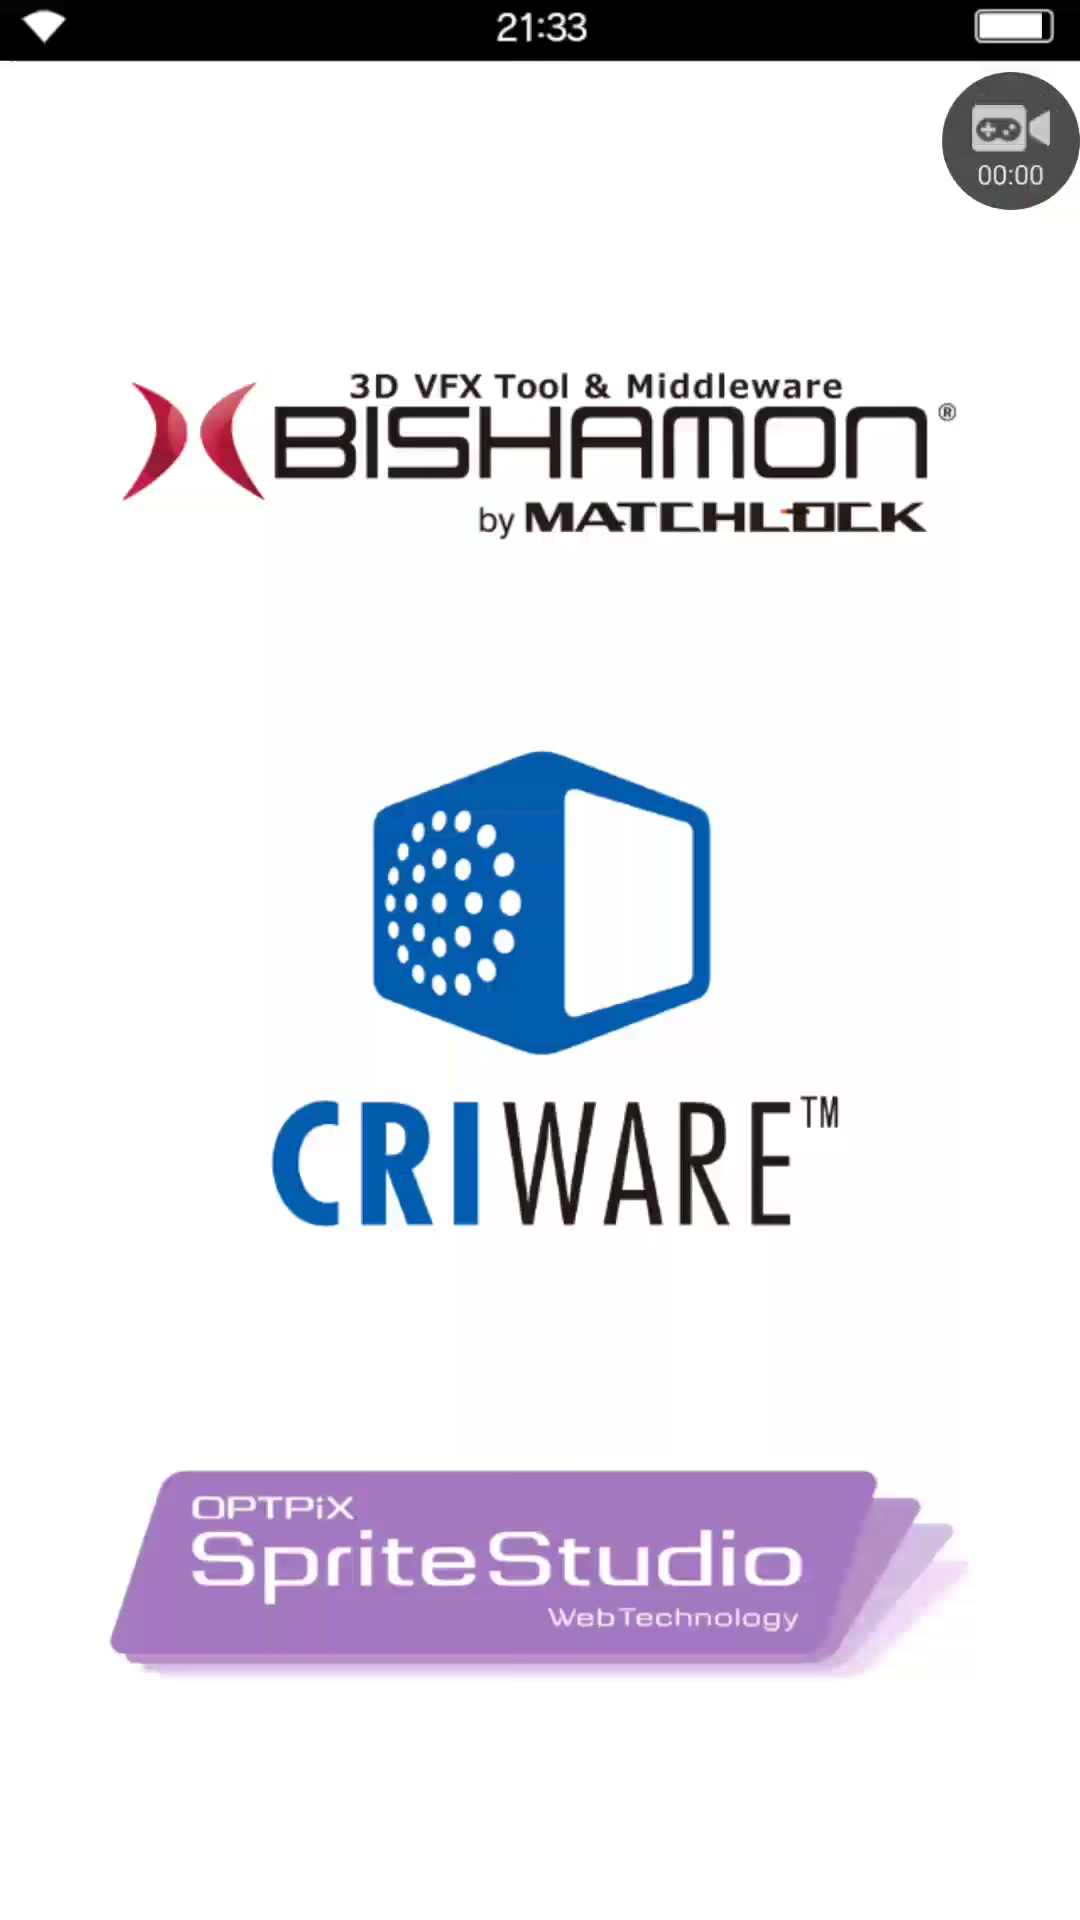 21:33
00:00
3D VFX Tool & Middleware
BISHAMON®
by MATCHLOCK
CRIWARE™
OPTPiX
SpriteStudio
WebTechnology